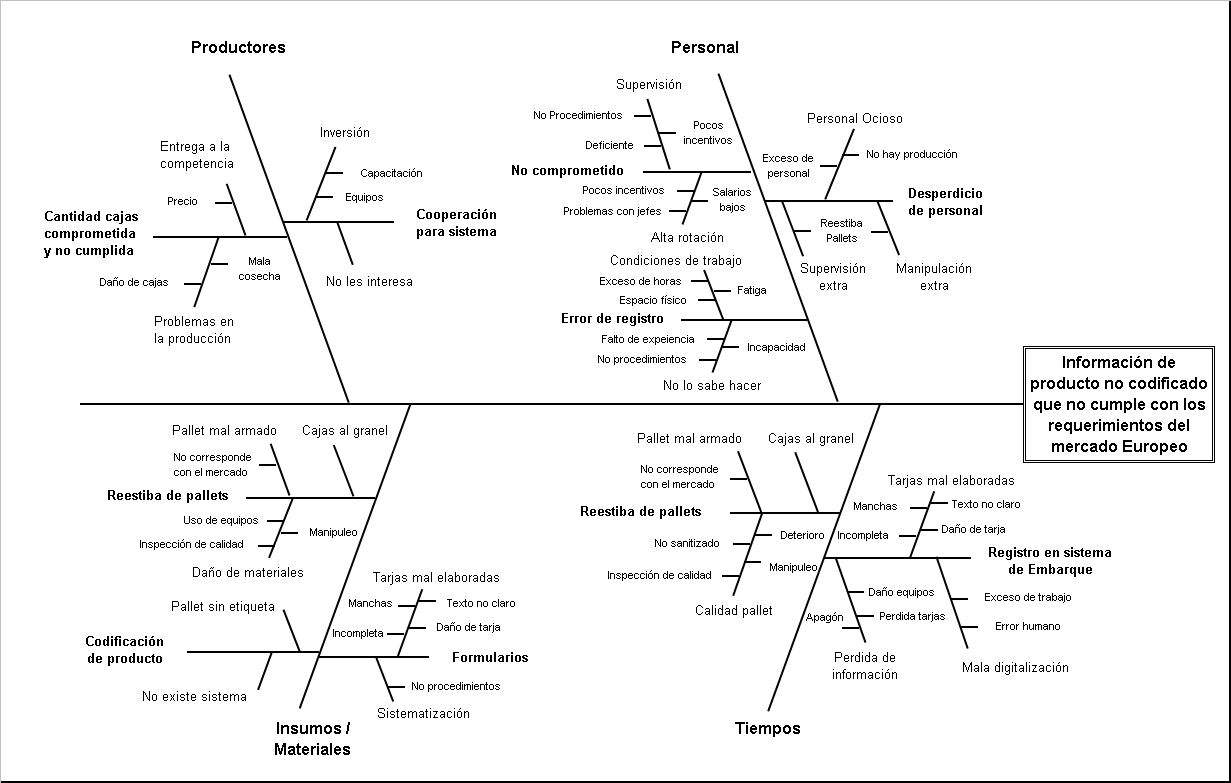 Productores
Entrega a la
competencia
Inversión
Capacitación
Equipos
Precio
Cantidad cajas
comprometida
y no cumplida
Cooperación
para sistema
Mala
cosecha
Daño de cajas
No les interesa
Problemas en
la producción
Personal
Supervisión
No Procedimientos
Pocos
incentivos
Deficiente
No comprometido
Pocos incentivos
Salarios
bajos
Problemas con jefes
Alta rotación
Personal Ocioso
Exceso de
personal
No hay producción
Desperdicio
de personal
Reestiba
Pallets
Supervisión
extra
Manipulación
extra
Condiciones de trabajo
Exceso de horas
Fatiga
Espacio físico
Error de registro
Falto de expeiencia
Incapacidad
No procedimientos
No lo sabe hacer
Información de
producto no codificado
que no cumple con los
requerimientos del
mercado Europeo
Pallet mal armado
Cajas al granel
No corresponde
con el mercado
Reestiba de pallets
Uso de equipos
Manipuleo
Inspección de calidad
Daño de materiales
Pallet sin etiqueta
Codificación
de producto
No existe sistema
Tarjas mal elaboradas
Manchas
Texto no claro
Incompleta
Daño de tarja
Formularios
No procedimientos
Sistematización
Insumos /
Materiales
Pallet mal armado
Cajas al granel
No corresponde
con el mercado
Reestiba de pallets
Deterioro
No sanitizado
Manipuleo
Inspección de calidad
Calidad pallet
Tarjas mal elaboradas
Manchas
Texto no claro
Incompleta
Daño de tarja
Registro en sistema
de Embarque
Daño equipos
Apagón
Perdida tarjas
Exceso de trabajo
Error humano
Perdida de
información
Mala digitalización
Tiempos